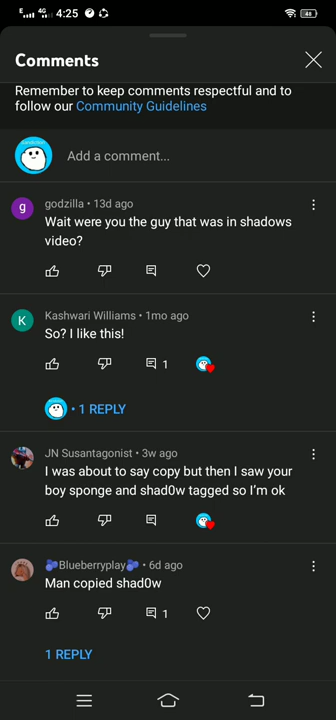 4G 4:25 48
Comments
Remember to keep comments respectful and to
follow our Community Guidelines
Add a comment...
g
godzilla • 13d ago
Wait were you the guy that was in shadows
video?
K
Kashwari Williams • 1mo ago
So? I like this!
1
• 1 REPLY
JN Susantagonist • 3w ago
I was about to say copy but then I saw your
boy sponge and shad0w tagged so I'm ok
🫐Blueberryplay🫐 • 6d ago
Man copied shad0w
1
1 REPLY